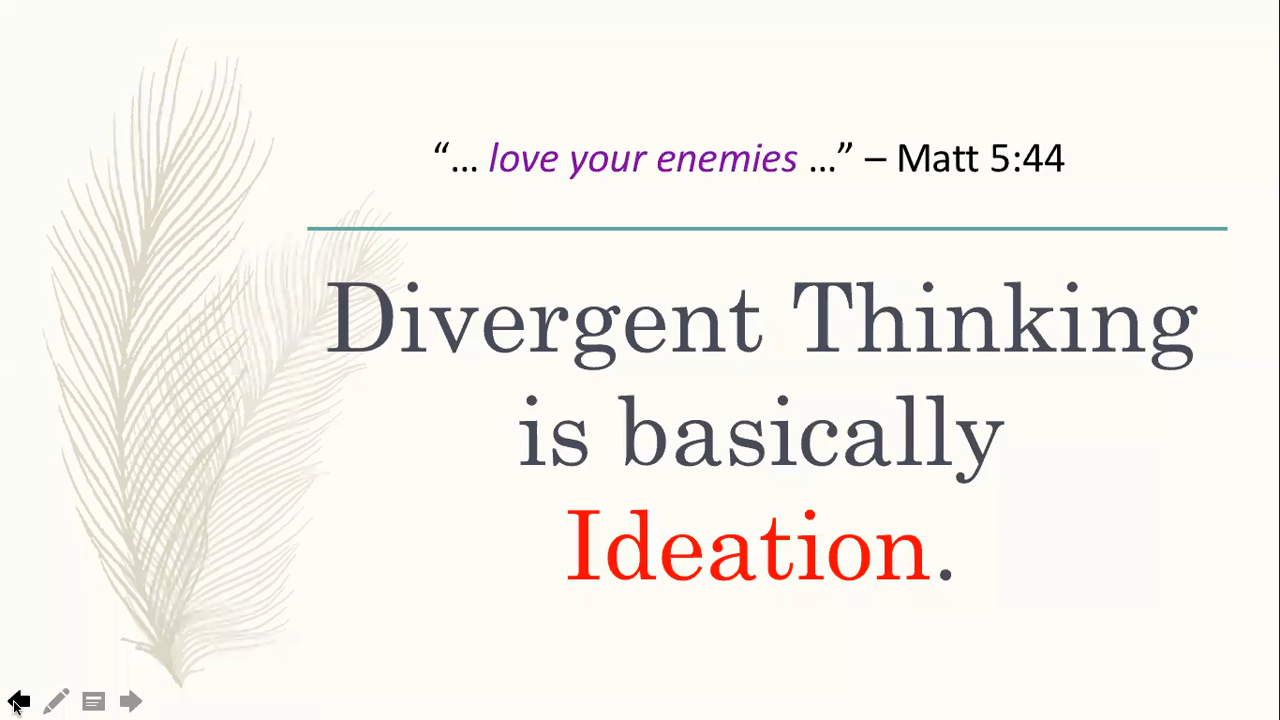 “... love your enemies ...” – Matt 5:44
Divergent Thinking
is basically
Ideation.